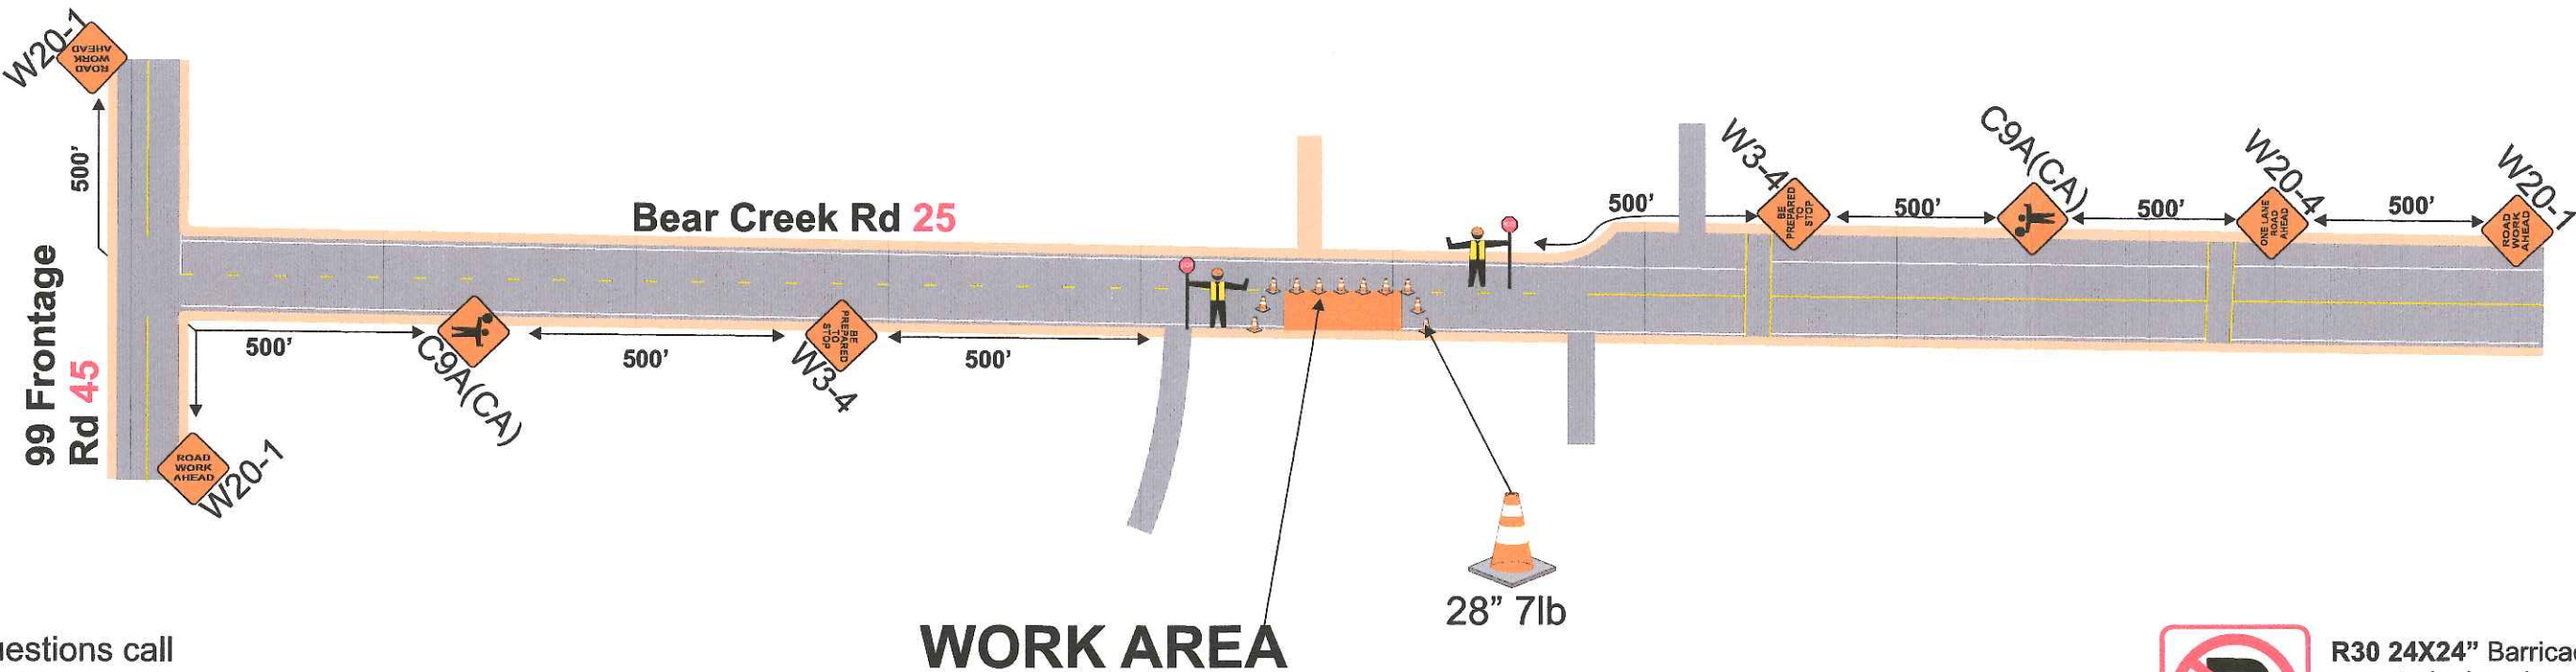 W20-1
ROAD
WORK
AHEAD
500'
99 Frontage
Rd 45
ROAD
WORK
AHEAD
W20-1
Bear Creek Rd 25
500'
C9A(CA)
500'
BE
PREPARED
TO
STOP
W3-4
500'
500'
W3-4
BE
PREPARED
TO
STOP
500'
C9A(CA)
500'
W20-4
ONE LANE
ROAD
AHEAD
500'
W20-1
ROAD
WORK
AHEAD
28” 7lb
WORK AREA
uestions call
R30 24X24” Barrica